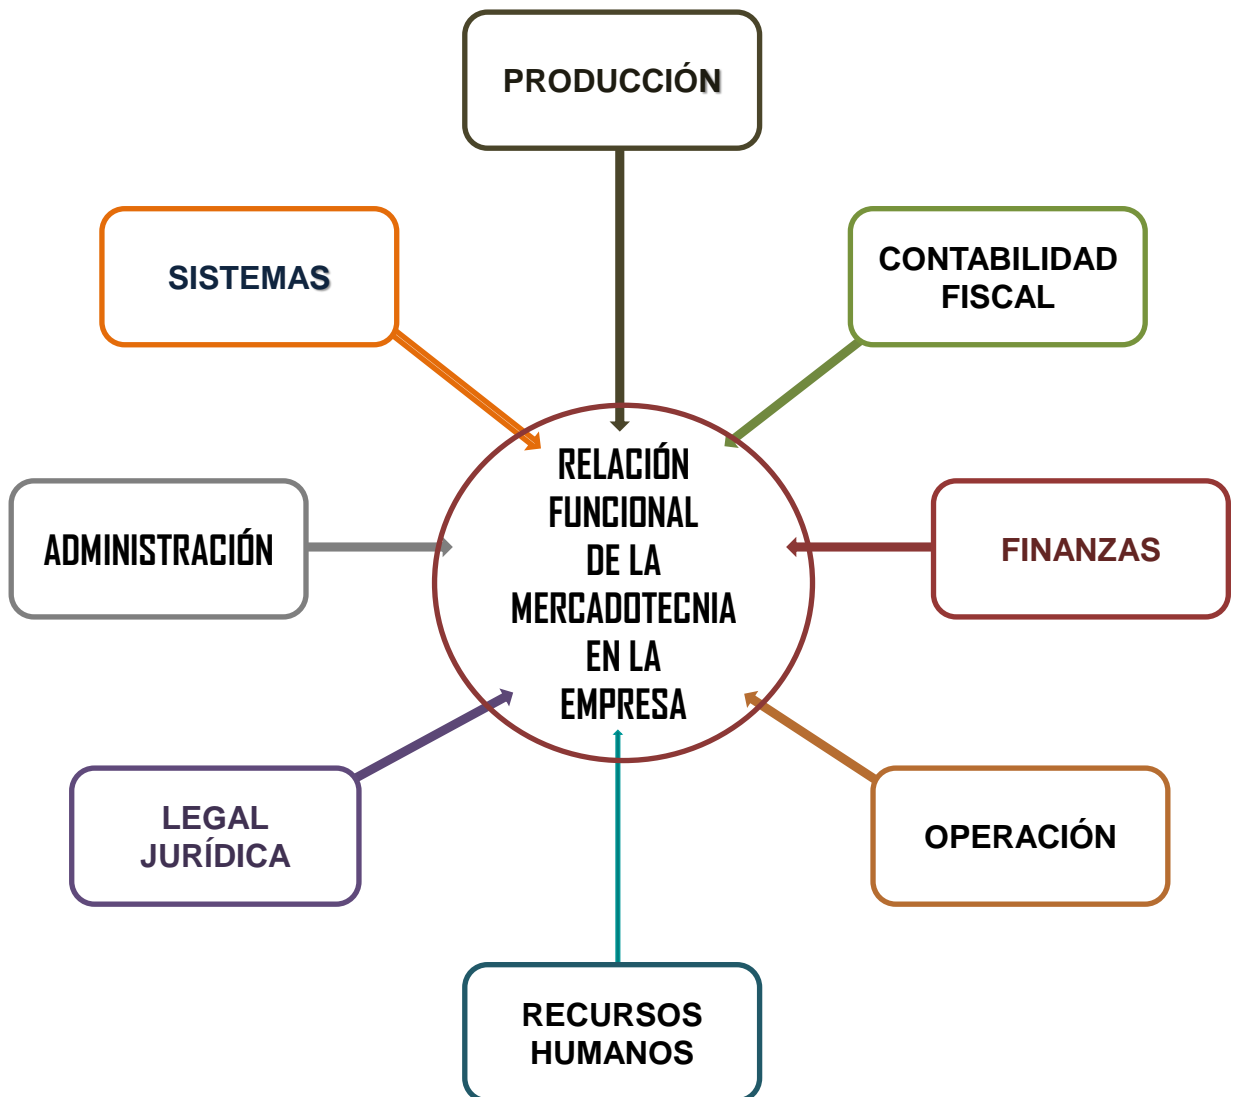 PRODUCCIÓN
SISTEMAS
CONTABILIDAD
FISCAL
RELACIÓN
FUNCIONAL
DE LA
MERCADOTECNIA
EN LA
EMPRESA
ADMINISTRACIÓN
FINANZAS
LEGAL
JURÍDICA
OPERACIÓN
RECURSOS
HUMANOS